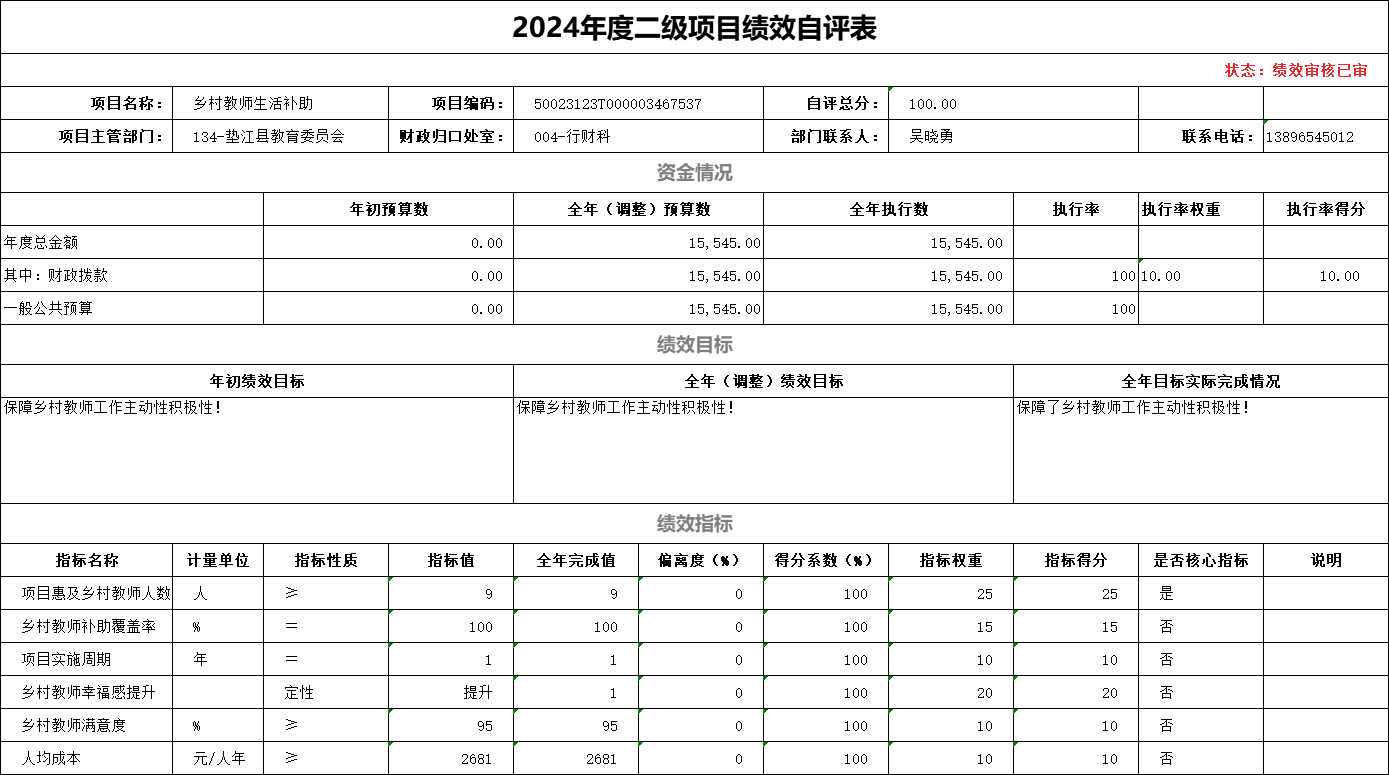 2024年度二级项目绩效自评表
状态：绩效审核已审
项目名称： 乡村教师生活补助 项目编码： 50023123T000003467537 自评总分： 100.00
项目主管部门： 134-垫江县教育委员会 财政归口处室： 004-行财科 部门联系人： 吴晓勇 联系电话： 13896545012
资金情况
年初预算数 全年（调整）预算数 全年执行数 执行率 执行率权重 执行率得分
年度总金额 0.00 15,545.00 15,545.00
其中：财政拨款 0.00 15,545.00 15,545.00 100 10.00 10.00
一般公共预算 0.00 15,545.00 15,545.00 100
绩效目标
年初绩效目标 全年（调整）绩效目标 全年目标实际完成情况
保障乡村教师工作主动性积极性！ 保障乡村教师工作主动性积极性！ 保障了乡村教师工作主动性积极性！
绩效指标
指标名称 计量单位 指标性质 指标值 全年完成值 偏离度（%） 得分系数（%） 指标权重 指标得分 是否核心指标 说明
项目惠及乡村教师人数 人 ≥ 9 9 0 100 25 25 是
乡村教师补助覆盖率 % ＝ 100 100 0 100 15 15 否
项目实施周期 年 ＝ 1 1 0 100 10 10 否
乡村教师幸福感提升 定性 提升 1 0 100 20 20 否
乡村教师满意度 % ≥ 95 95 0 100 10 10 否
人均成本 元/人年 ≥ 2681 2681 0 100 10 10 否